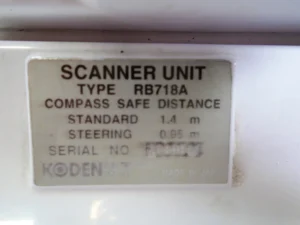 SCANNER UNIT
TYPE RB718A
COMPASS SAFE DISTANCE
STANDARD 1.4 m
STEERING 0.95 m
SERIAL NO
KODEN